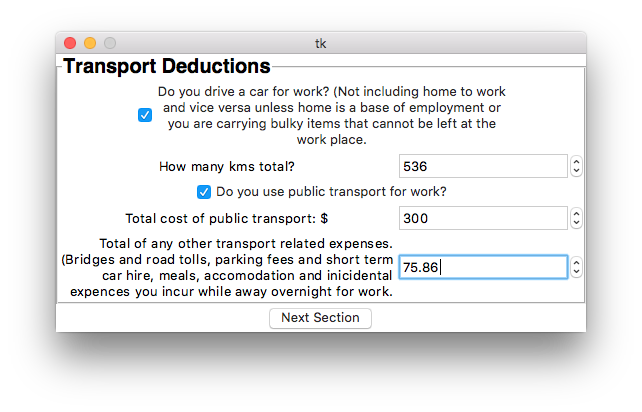 tk
Transport Deductions
Do you drive a car for work? (Not including home to work
and vice versa unless home is a base of employment or
you are carrying bulky items that cannot be left at the
work place.
How many kms total?
536
Do you use public transport for work?
Total cost of public transport: $
300
Total of any other transport related expenses.
(Bridges and road tolls, parking fees and short term
car hire, meals, accomodation and inicidental
expences you incur while away overnight for work.
75.86
Next Section